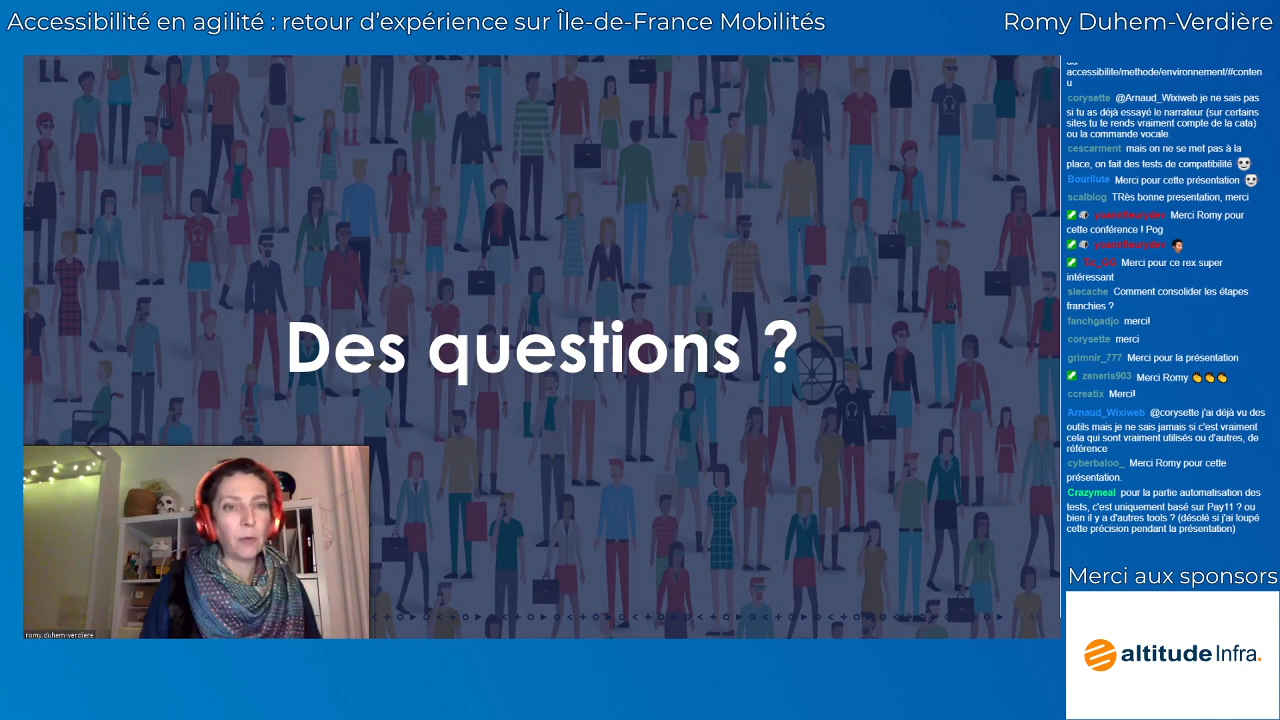 Accessibilité en agilité : retour d'expérience sur Île-de-France Mobilités
Romy Duhem-Verdière
Des questions ?
romy.duhem-verdiere
accessibilite/methode/environnement/#conten
u
corysette @Arnaud_Wixiweb je ne sais pas
si tu as déjà essayé le narrateur (sur certains
sites tu te rends vraiment compte de la cata)
ou la commande vocale.
cescarment mais on ne se met pas à la
place, on fait des tests de compatibilité
Bourilute Merci pour cette présentation
scalblog TRès bonne presentation, merci
Merci Romy pour
cette conférence ! Pog
Merci pour ce rex super
intéressant
slecache Comment consolider les étapes
franchies ?
fanchgadjo merci!
corysette merci
grimnir_777 Merci pour la présentation
zeneris903 Merci Romy 👏👏👏
ccreatix Merci!
Arnaud_Wixiweb @corysette j'ai déjà vu des
outils mais je ne sais jamais si c'est vraiment
cela qui sont vraiment utilisés ou d'autres, de
référence
cyberbaloo_ Merci Romy pour cette
présentation.
Crazymeal pour la partie automatisation des
tests, c'est uniquement basé sur Pay11 ? ou
bien il y a d'autres tools ? (désolé si j'ai loupé
cette précision pendant la présentation)
Merci aux sponsors
altitude Infra.